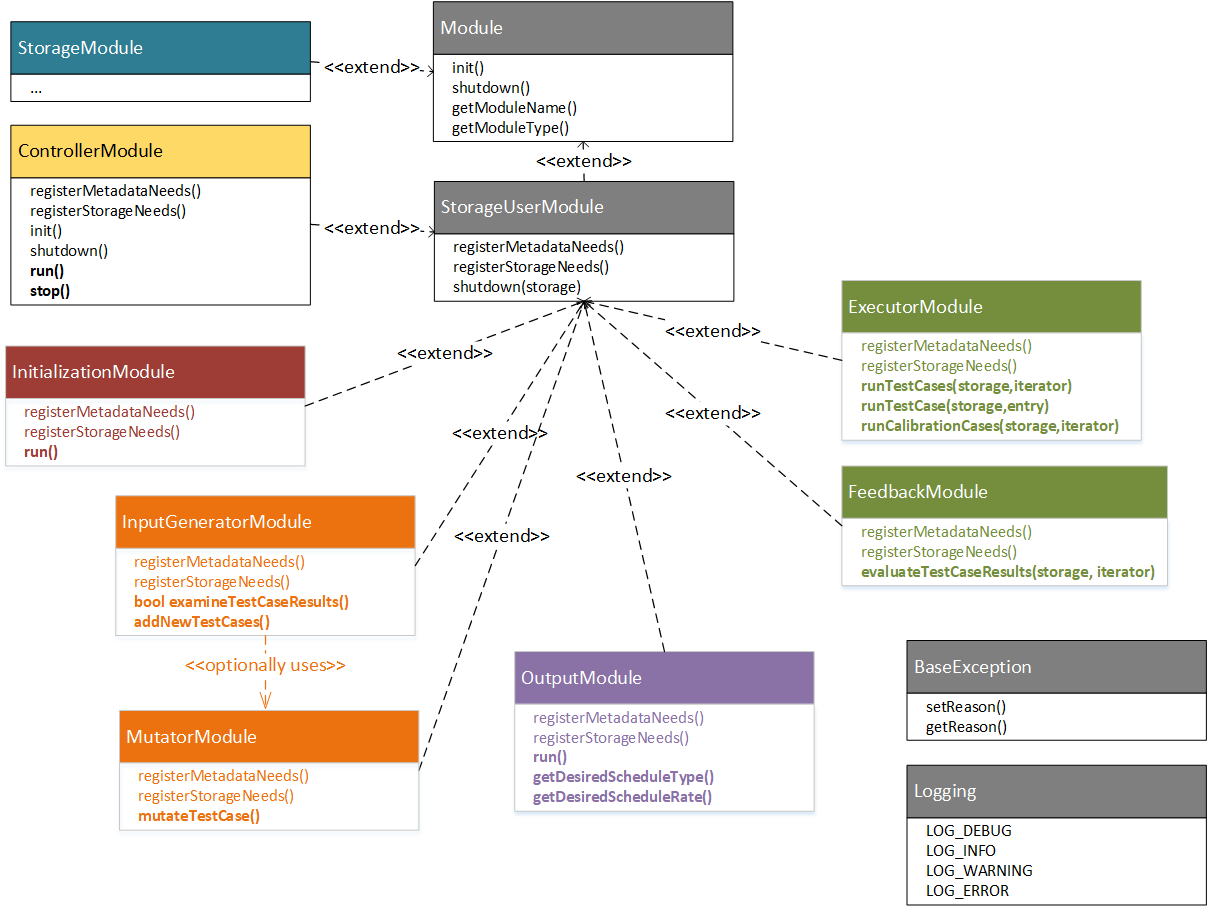 StorageModule
...
<<extend>>
Module
init()
shutdown()
getModuleName()
getModuleType()
<<extend>>
ControllerModule
registerMetadataNeeds()
registerStorageNeeds()
init()
shutdown()
run()
stop()
<<extend>>
StorageUserModule
registerMetadataNeeds()
registerStorageNeeds()
shutdown(storage)
<<extend>>
ExecutorModule
registerMetadataNeeds()
registerStorageNeeds()
runTestCases(storage,iterator)
runTestCase(storage,entry)
runCalibrationCases(storage,iterator)
<<extend>>
InitializationModule
registerMetadataNeeds()
registerStorageNeeds()
run()
<<extend>>
<<extend>>
<<extend>>
<<extend>>
FeedbackModule
registerMetadataNeeds()
registerStorageNeeds()
evaluateTestCaseResults(storage, iterator)
InputGeneratorModule
registerMetadataNeeds()
registerStorageNeeds()
bool examineTestCaseResults()
addNewTestCases()
<<optionally uses>>
MutatorModule
registerMetadataNeeds()
registerStorageNeeds()
mutateTestCase()
OutputModule
registerMetadataNeeds()
registerStorageNeeds()
run()
getDesiredScheduleType()
getDesiredScheduleRate()
BaseException
setReason()
getReason()
Logging
LOG_DEBUG
LOG_INFO
LOG_WARNING
LOG_ERROR